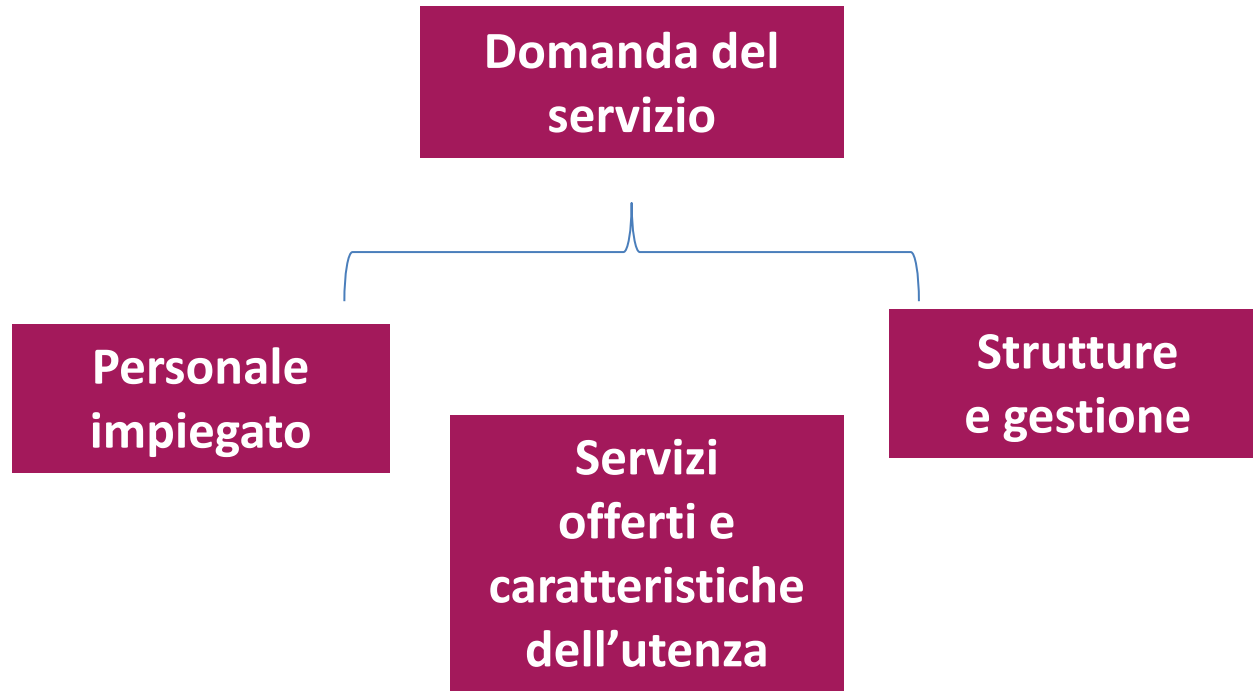 Domanda del
servizio
Personale
impiegato
Servizi
offerti e
caratteristiche
dell’utenza
Strutture
e gestione